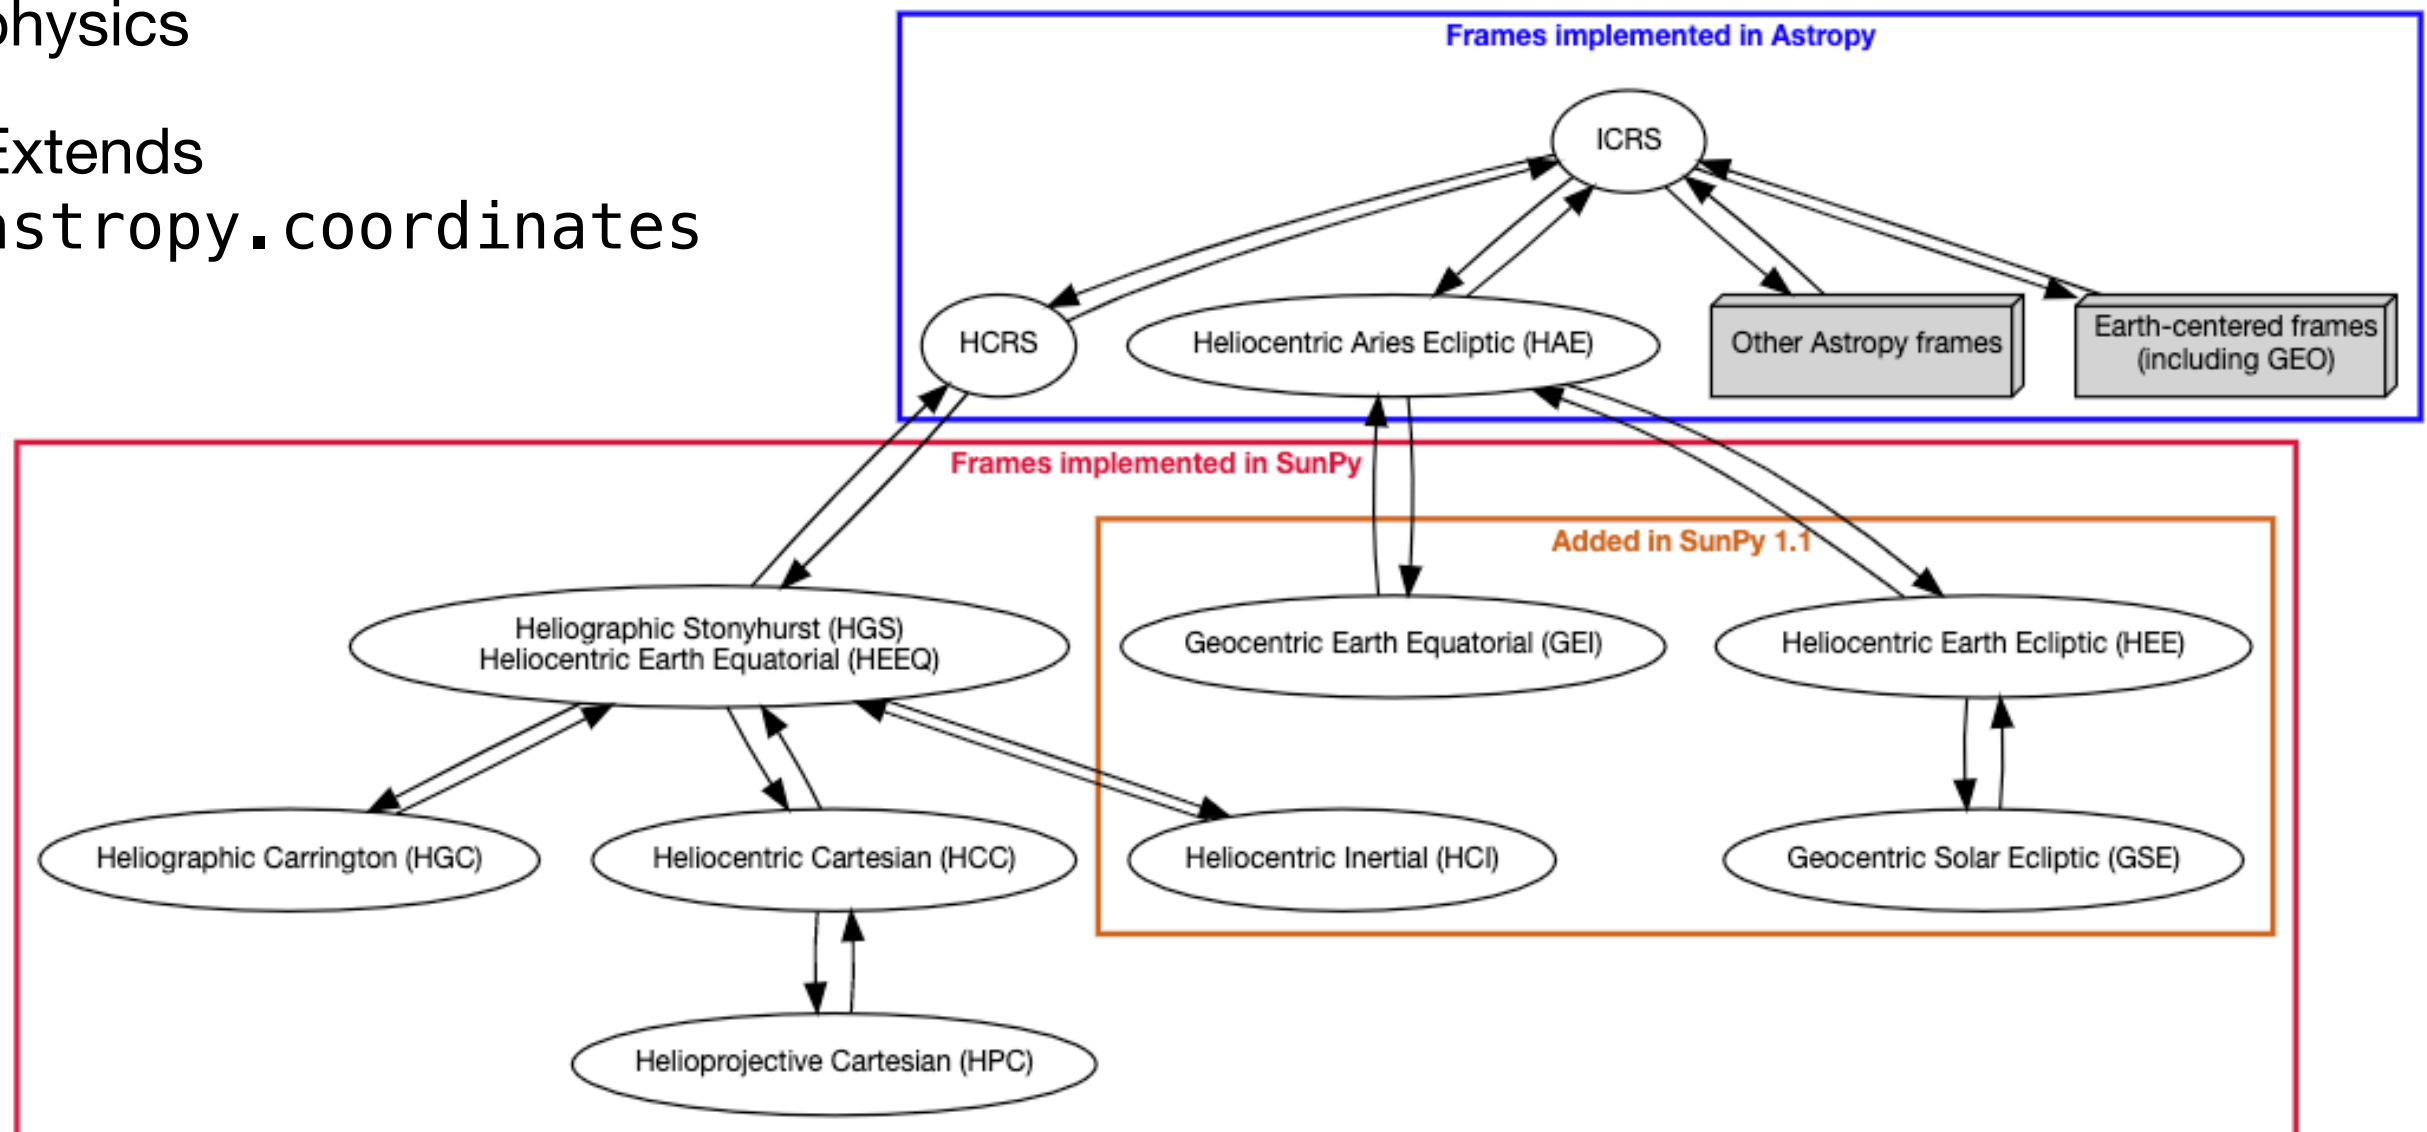 physics
Extends
astropy.coordinates
Frames implemented in Astropy
ICRS
HCRS
Heliocentric Aries Ecliptic (HAE)
Other Astropy frames
Earth-centered frames
(including GEO)
Frames implemented in SunPy
Added in SunPy 1.1
Heliographic Stonyhurst (HGS)
Heliocentric Earth Equatorial (HEEQ)
Geocentric Earth Equatorial (GEI)
Heliocentric Earth Ecliptic (HEE)
Heliographic Carrington (HGC)
Heliocentric Cartesian (HCC)
Heliocentric Inertial (HCI)
Geocentric Solar Ecliptic (GSE)
Helioprojective Cartesian (HPC)